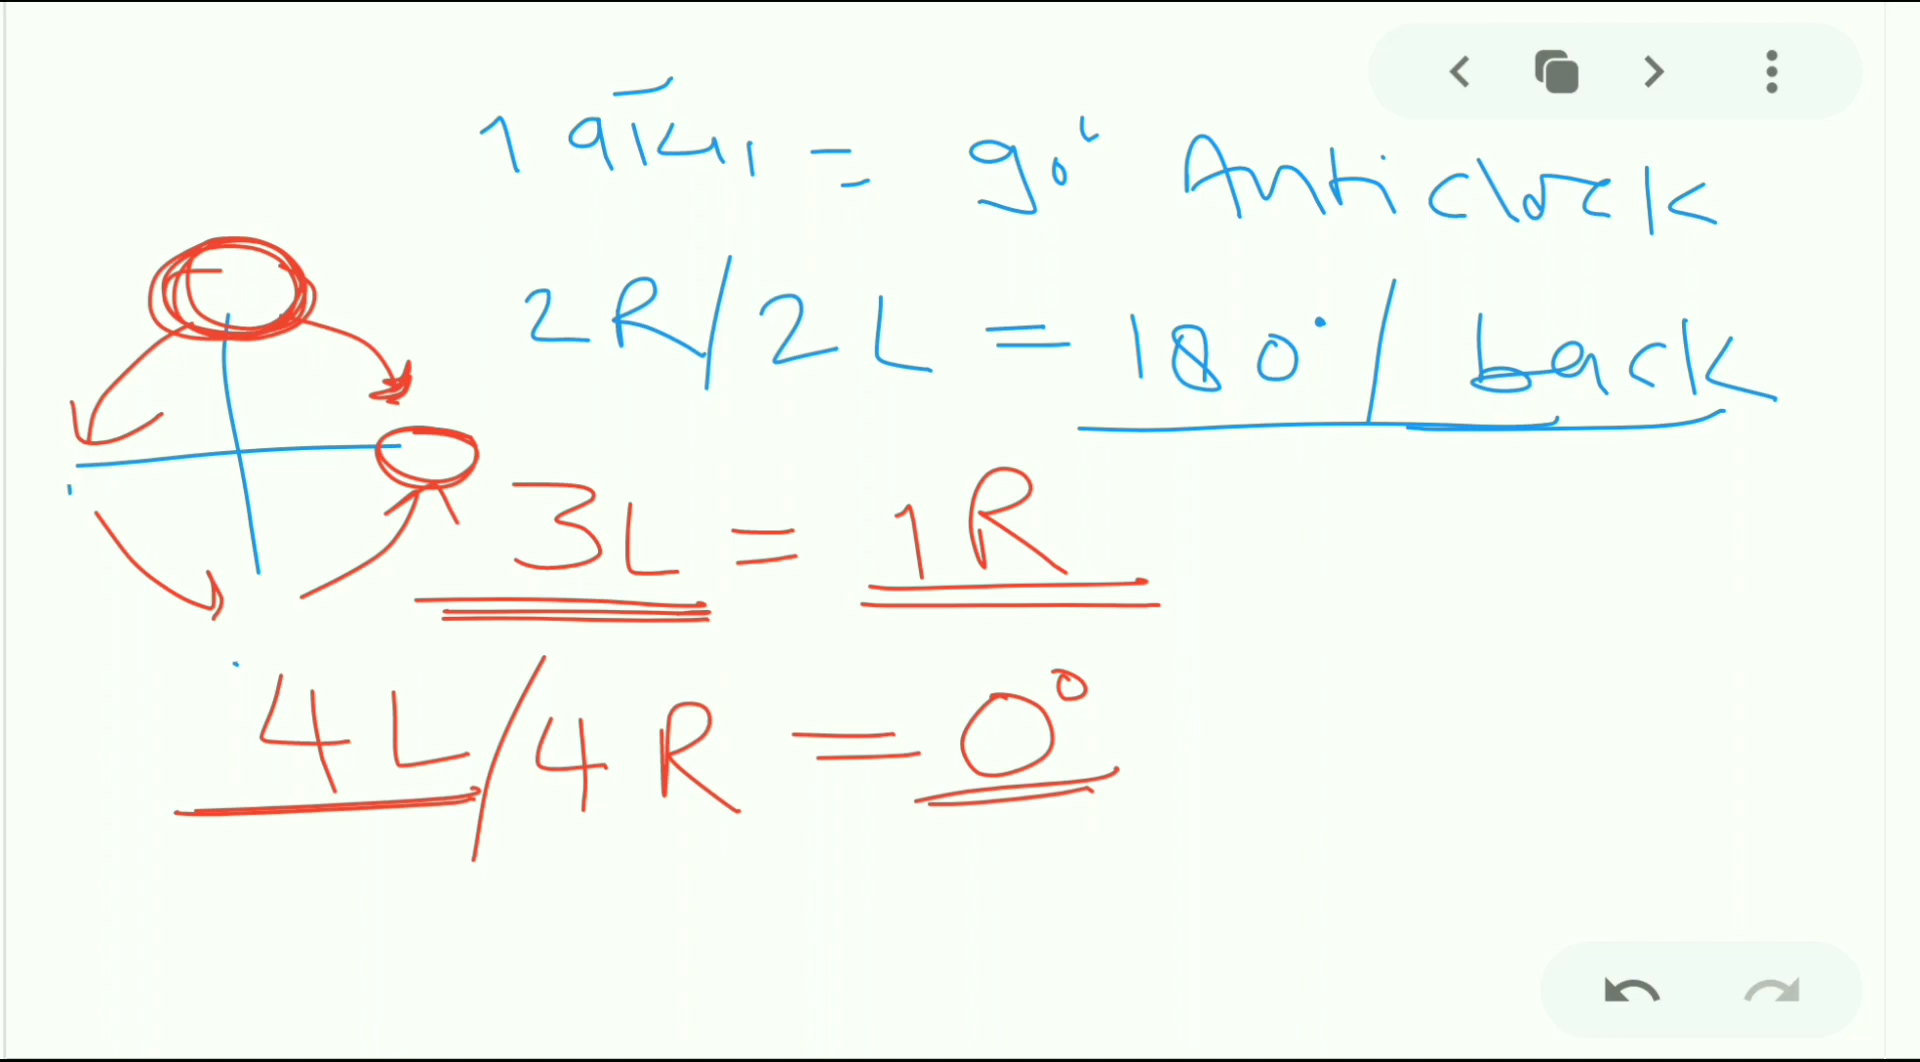 1 = 90° Anticlock
2R/2L = 180°/back
3L = 1R
4L/4R = 0°